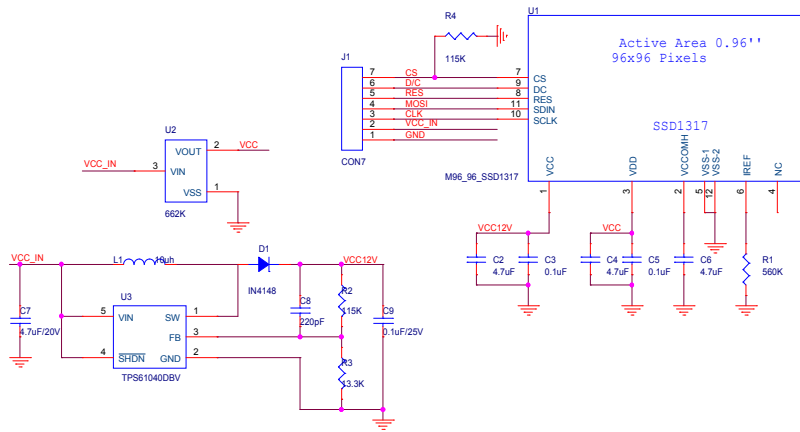 U1
R4
115K
Active Area 0.96''
96x96 Pixels
SSD1317
J1
7 CS 7 CS
6 D/C 9 DC
5 RES 8 RES
4 MOSI 11 SDIN
3 CLK 10 SCLK
2 VCC_IN
1 GND
CON7
M96_96_SSD1317
VCC VDD VCCOMH VSS-1 VSS-2 IREF NC
1 3 2 5 12 6 4
U2
VCC_IN 3 VIN VOUT 2 VCC
VSS 1
662K
VCC12V
C2
4.7uF
C3
0.1uF
VCC
C4
4.7uF
C5
0.1uF
C6
4.7uF
R1
560K
VCC_IN
L1 10uh
D1
IN4148
VCC12V
C7
4.7uF/20V
U3
5 VIN SW 1
FB 3
4 SHDN GND 2
TPS61040DBV
C8
220pF
R2
115K
C9
0.1uF/25V
R3
13.3K